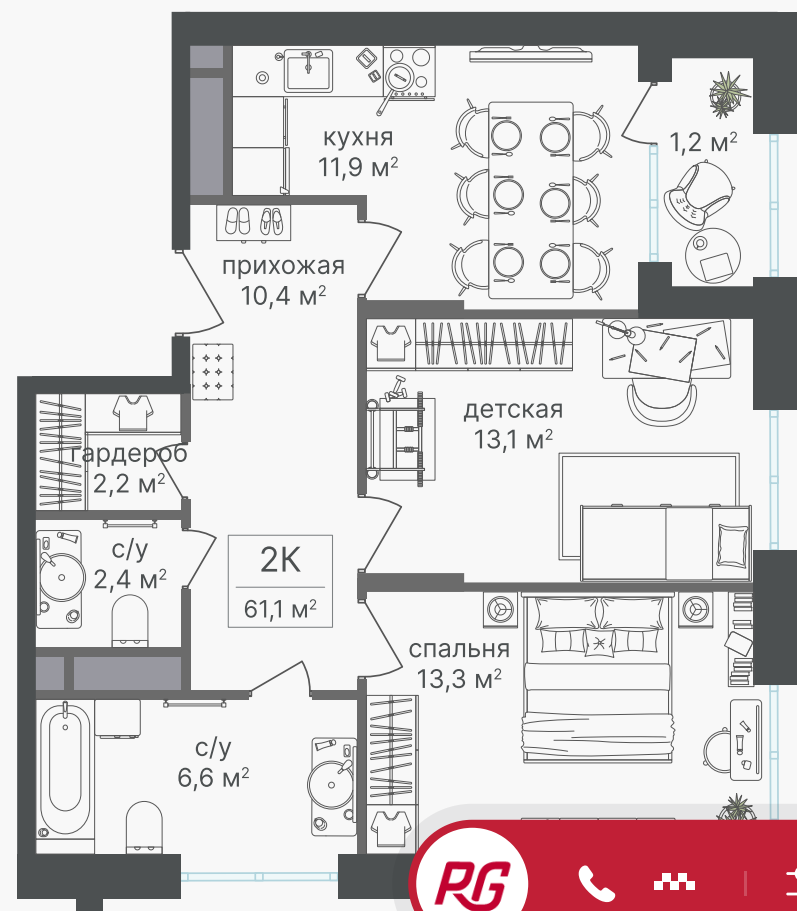 кухня
11,9 м²
1,2 м²
прихожая
10,4 м²
детская
13,1 м²
гардероб
2,2 м²
с/у
2,4 м²
2К
61,1 м²
спальня
13,3 м²
с/у
6,6 м²
RG